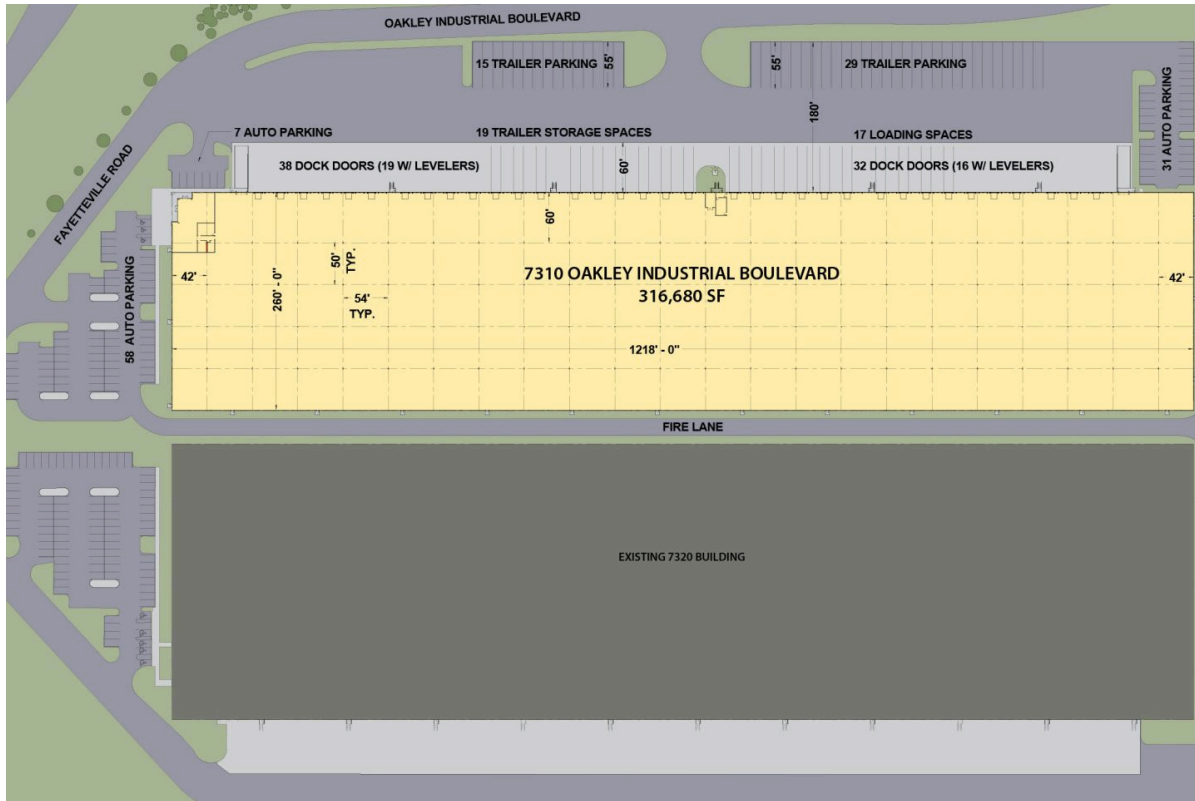 OAKLEY INDUSTRIAL BOULEVARD
15 TRAILER PARKING
55'
55'
29 TRAILER PARKING
180'
31 AUTO PARKING
7 AUTO PARKING
19 TRAILER STORAGE SPACES
17 LOADING SPACES
38 DOCK DOORS (19 W/ LEVELERS)
60'
32 DOCK DOORS (16 W/ LEVELERS)
FAYETTEVILLE ROAD
60'
42'
260' - 0"
50'
TYP.
54'
TYP.
7310 OAKLEY INDUSTRIAL BOULEVARD
316,680 SF
42'
58 AUTO PARKING
1218' - 0"
FIRE LANE
EXISTING 7320 BUILDING